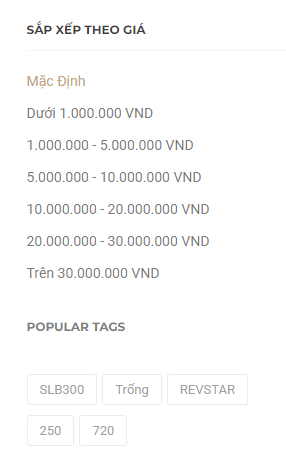 SẮP XẾP THEO GIÁ
Mặc Định
Dưới 1.000.000 VND
1.000.000 - 5.000.000 VND
5.000.000 - 10.000.000 VND
10.000.000 - 20.000.000 VND
20.000.000 - 30.000.000 VND
Trên 30.000.000 VND
POPULAR TAGS
SLB300 Trống REVSTAR
250 720